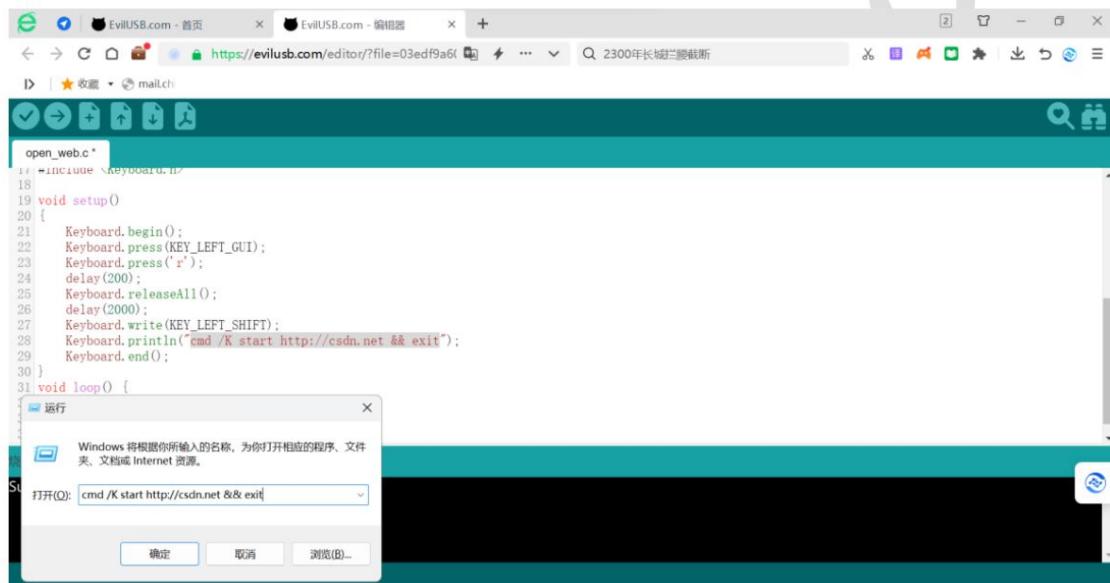 EvilUSB.com - 首页
EvilUSB.com - 编辑器
2
https://evilusb.com/editor/?file=03edf9a6(
2300年长城拦腰截断
收藏
mail.ch
open_web.c *
17 #include <Keyboard.h>
18
19 void setup()
20 {
21 Keyboard.begin();
22 Keyboard.press(KEY_LEFT_GUI);
23 Keyboard.press('r');
24 delay(200);
25 Keyboard.releaseAll();
26 delay(2000);
27 Keyboard.write(KEY_LEFT_SHIFT);
28 Keyboard.println("cmd /K start http://csdn.net && exit");
29 Keyboard.end();
30 }
31 void loop() {
运行
Windows 将根据你所输入的名称，为你打开相应的程序、文件
夹、文档或 Internet 资源。
Su
打开(O): cmd /K start http://csdn.net && exit
确定 取消 浏览(B)...